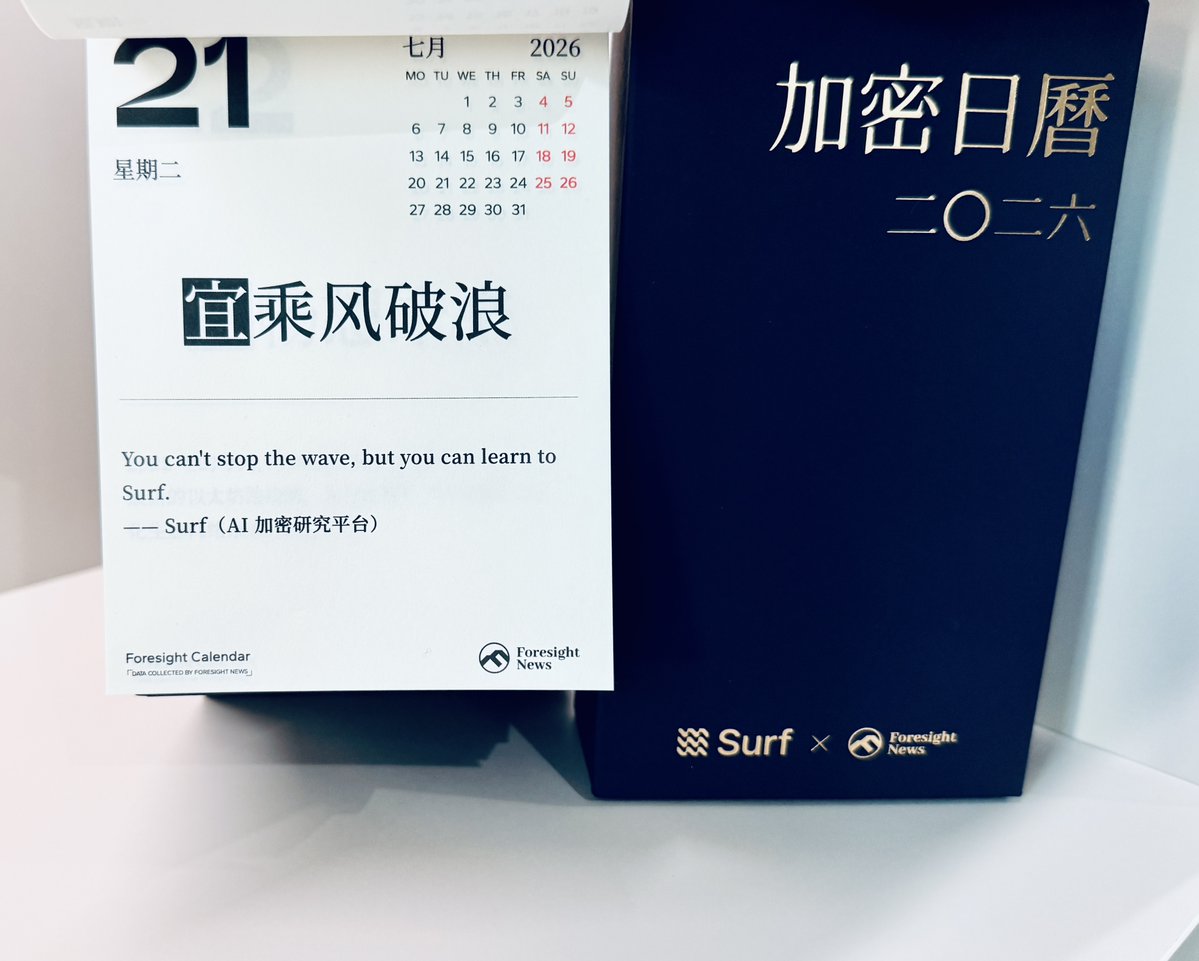 21
七月 2026
MO TU WE TH FR SA SU
1 2 3 4 5
6 7 8 9 10 11 12
13 14 15 16 17 18 19
20 21 22 23 24 25 26
27 28 29 30 31
星期二
宜乘风破浪
You can't stop the wave, but you can learn to
Surf.
—— Surf（AI 加密研究平台）
Foresight Calendar
「DATA COLLECTED BY FORESIGHT NEWS」
Foresight
News
加密日曆
二〇二六
Surf × Foresight
News